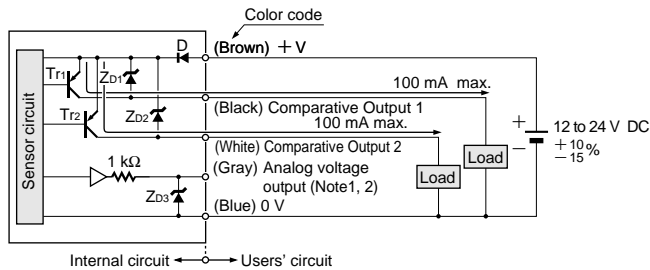 Color code
D
(Brown) + V
Tr1
ZD1
100 mA max.
(Black) Comparative Output 1
Tr2
ZD2
100 mA max.
(White) Comparative Output 2
Sensor circuit
1 kΩ
(Gray) Analog voltage
output (Note1, 2)
ZD3
(Blue) 0 V
Load
Load
+
−
12 to 24 V DC
+ 10
− 15 %
Internal circuit
Users' circuit